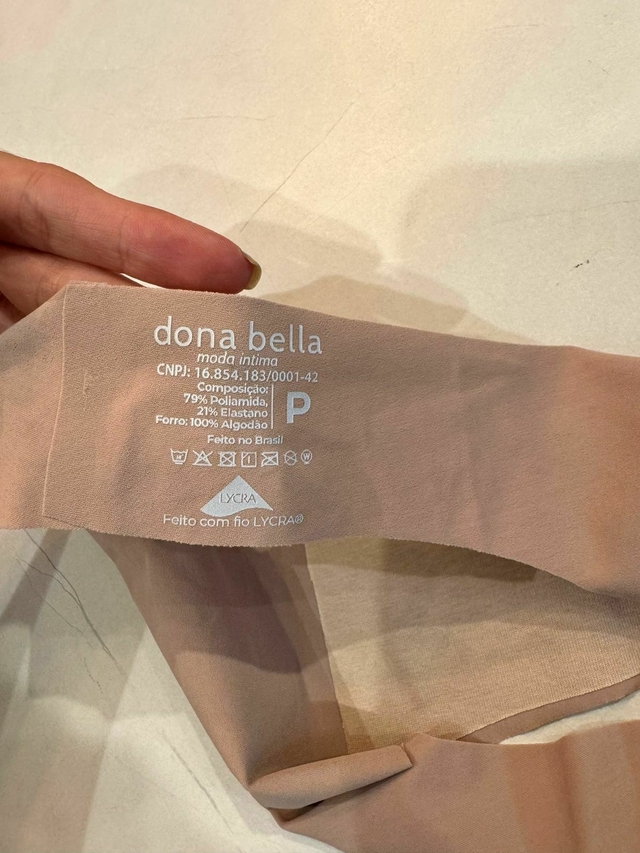 dona bella
moda intima
CNPJ: 16.854.183/0001-42
Composição:
79% Poliamida,
21% Elastano
Forro: 100% Algodão
P
Feito no Brasil
LYCRA
Feito com fio LYCRA®